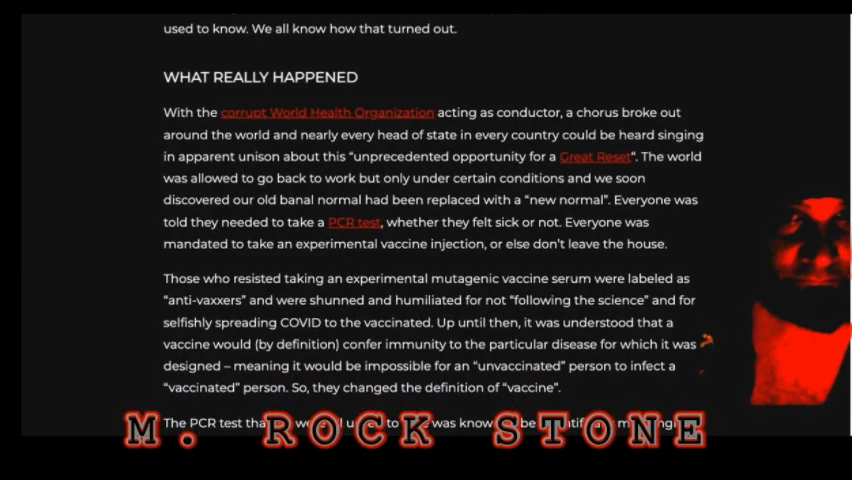 used to know. We all know how that turned out.
WHAT REALLY HAPPENED
With the corrupt World Health Organization acting as conductor, a chorus broke out
around the world and nearly every head of state in every country could be heard singing
in apparent unison about this “unprecedented opportunity for a Great Reset“. The world
was allowed to go back to work but only under certain conditions and we soon
discovered our old banal normal had been replaced with a “new normal”. Everyone was
told they needed to take a PCR test, whether they felt sick or not. Everyone was
mandated to take an experimental vaccine injection, or else don’t leave the house.
Those who resisted taking an experimental mutagenic vaccine serum were labeled as
“anti-vaxxers” and were shunned and humiliated for not “following the science” and for
selfishly spreading COVID to the vaccinated. Up until then, it was understood that a
vaccine would (by definition) confer immunity to the particular disease for which it was
designed – meaning it would be impossible for an “unvaccinated” person to infect a
“vaccinated” person. So, they changed the definition of “vaccine”.
The PCR test was
M. ROCK STONE